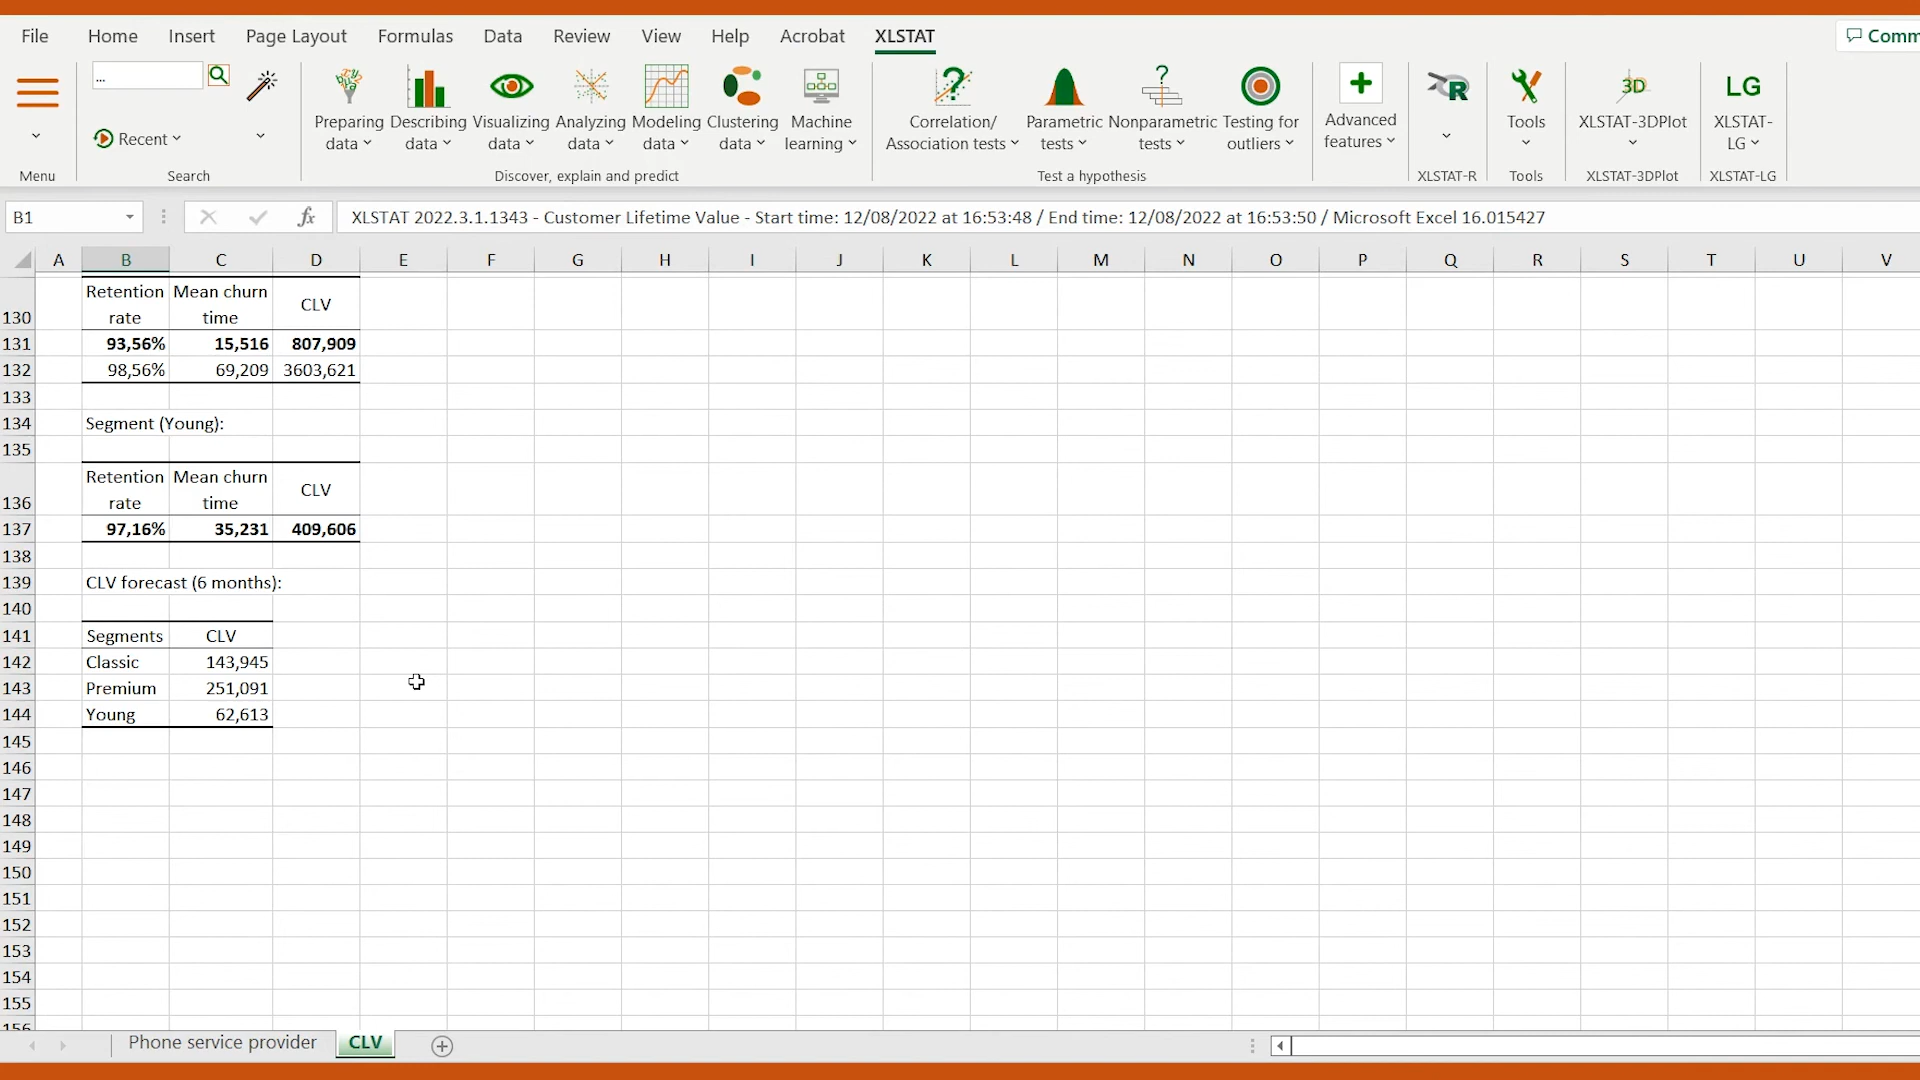 File Home Insert Page Layout Formulas Data Review View Help Acrobat XLSTAT Comm
...
Recent
Preparing data Describing data Visualizing data Analyzing data Modeling data Clustering data Machine learning Correlation/ Association tests Parametric tests Nonparametric tests Testing for outliers Advanced features R Tools 3D XLSTAT-3DPlot LG XLSTAT-LG
Menu Search Discover, explain and predict Test a hypothesis XLSTAT-R Tools XLSTAT-3DPlot XLSTAT-LG
B1 fx XLSTAT 2022.3.1.1343 - Customer Lifetime Value - Start time: 12/08/2022 at 16:53:48 / End time: 12/08/2022 at 16:53:50 / Microsoft Excel 16.015427
A B C D E F G H I J K L M N O P Q R S T U V
130 Retention rate Mean churn time CLV
131 93,56% 15,516 807,909
132 98,56% 69,209 3603,621
133
134 Segment (Young):
135
136 Retention rate Mean churn time CLV
137 97,16% 35,231 409,606
138
139 CLV forecast (6 months):
140
141 Segments CLV
142 Classic 143,945
143 Premium 251,091
144 Young 62,613
145
146
147
148
149
150
151
152
153
154
155
156
Phone service provider CLV